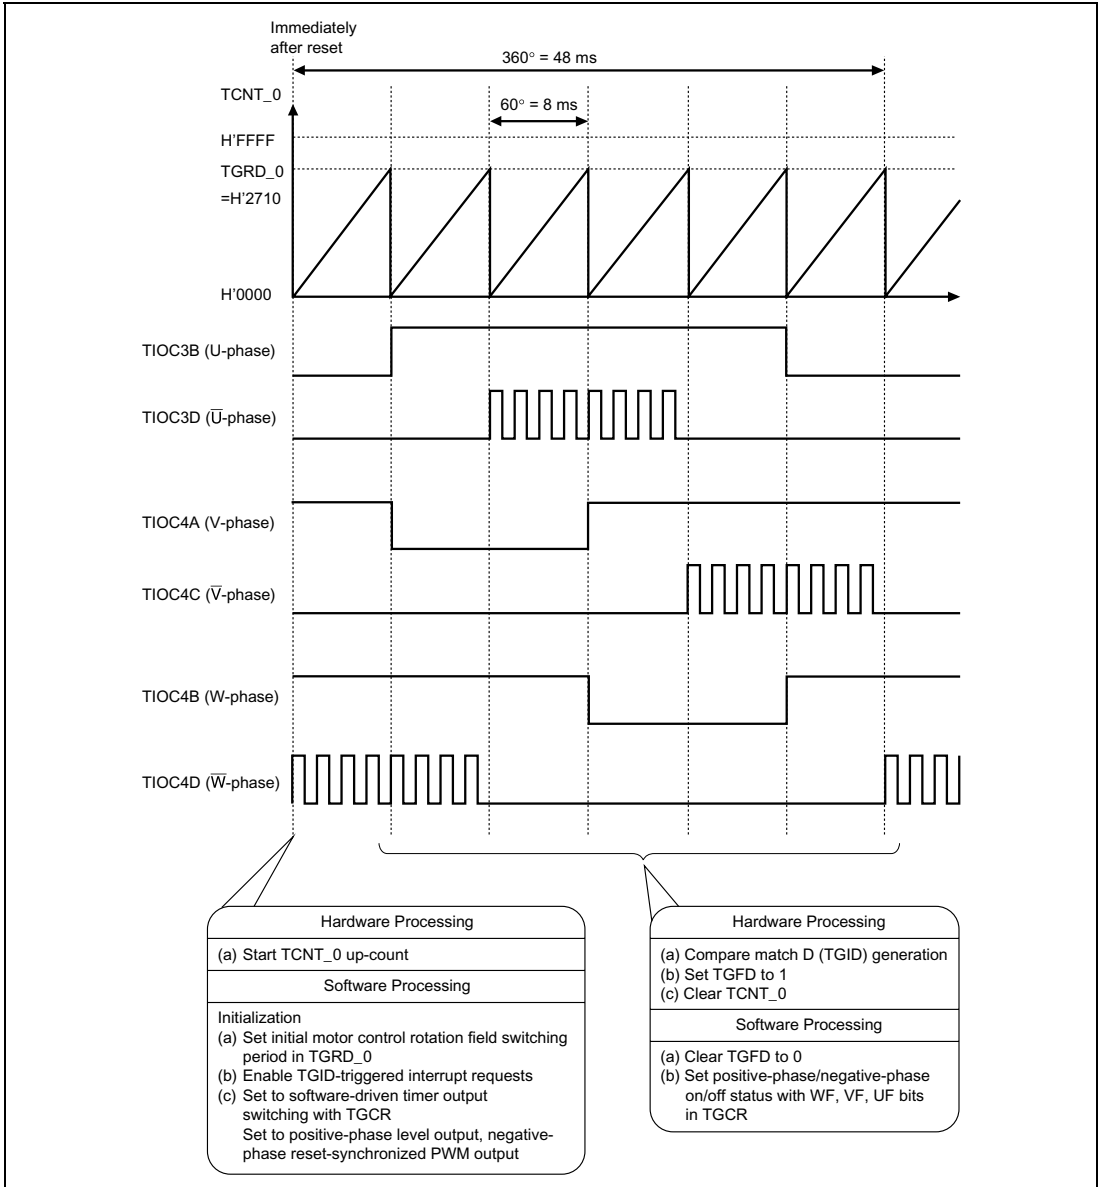 Immediately
after reset
360° = 48 ms
TCNT_0
60° = 8 ms
H'FFFF
TGRD_0
=H'2710
H'0000
TIOC3B (U-phase)
TIOC3D (U̅-phase)
TIOC4A (V-phase)
TIOC4C (V̅-phase)
TIOC4B (W-phase)
TIOC4D (W̅-phase)
Hardware Processing
(a) Start TCNT_0 up-count
Software Processing
Initialization
(a) Set initial motor control rotation field switching
period in TGRD_0
(b) Enable TGID-triggered interrupt requests
(c) Set to software-driven timer output
switching with TGCR
Set to positive-phase level output, negative-
phase reset-synchronized PWM output
Hardware Processing
(a) Compare match D (TGID) generation
(b) Set TGFD to 1
(c) Clear TCNT_0
Software Processing
(a) Clear TGFD to 0
(b) Set positive-phase/negative-phase
on/off status with WF, VF, UF bits
in TGCR